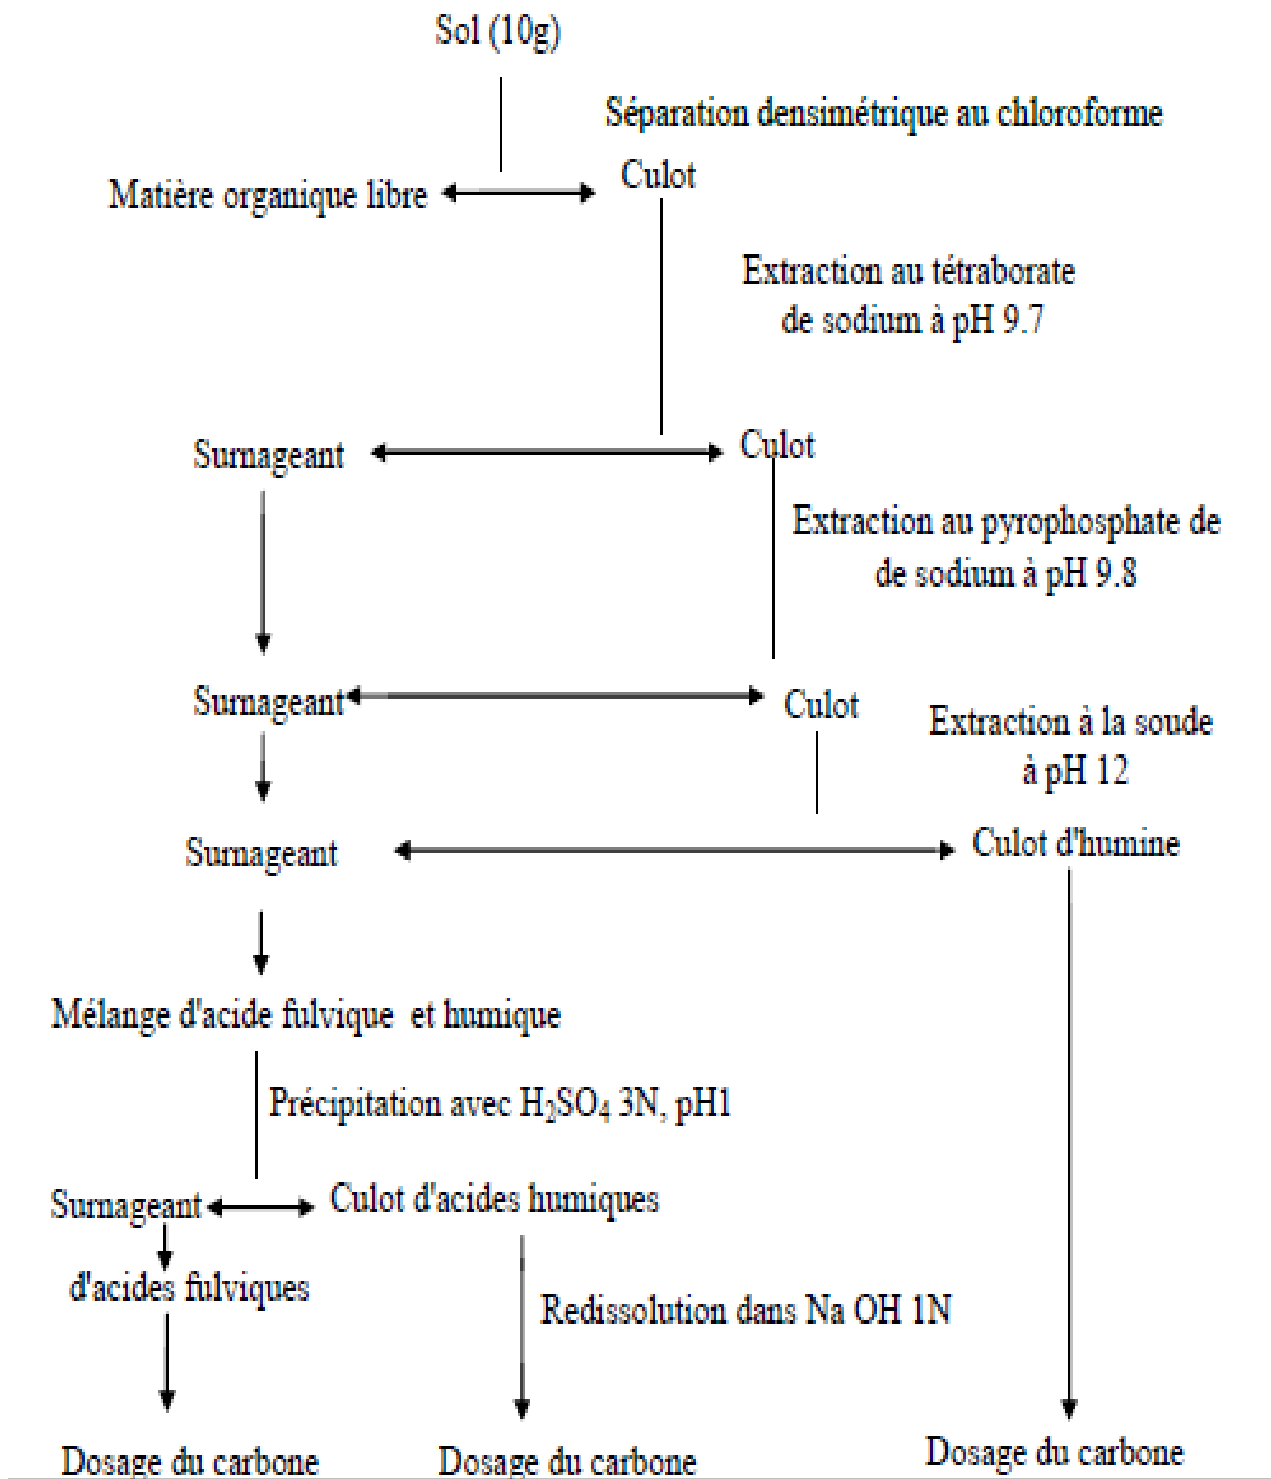 Sol (10g)
Séparation densimétrique au chloroforme
Culot
Matière organique libre
Extraction au tétraborate
de sodium à pH 9.7
Surnageant
Culot
Extraction au pyrophosphate de
de sodium à pH 9.8
Surnageant
Culot
Extraction à la soude
à pH 12
Surnageant
Culot d'humine
Mélange d'acide fulvique et humique
Précipitation avec H₂SO₄ 3N, pH1
Surnageant
Culot d'acides humiques
d'acides fulviques
Redissolution dans Na OH 1N
Dosage du carbone
Dosage du carbone
Dosage du carbone